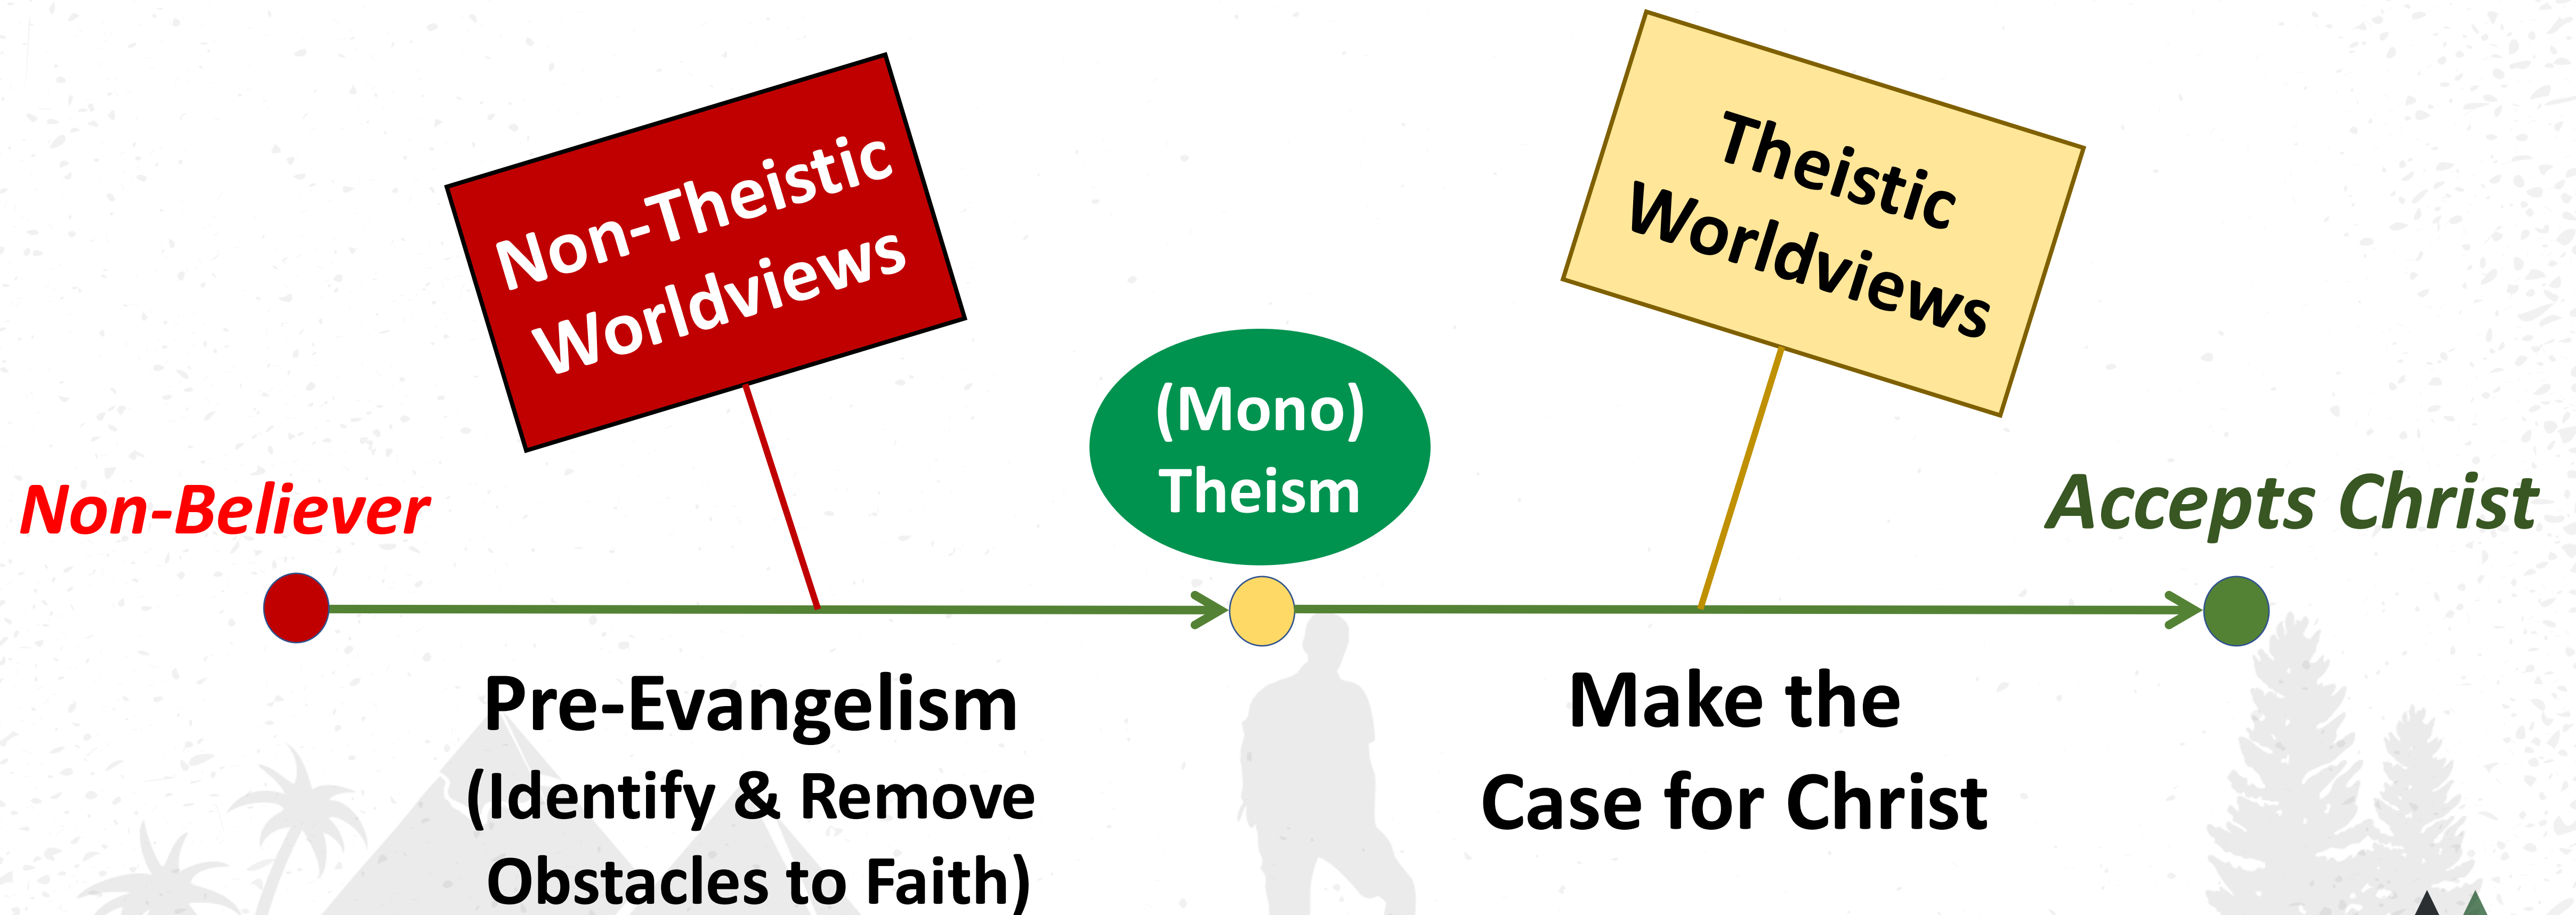 Non-Theistic
Worldviews
Theistic
Worldviews
(Mono)
Theism
Non-Believer
Accepts Christ
Pre-Evangelism
(Identify & Remove
Obstacles to Faith)
Make the
Case for Christ